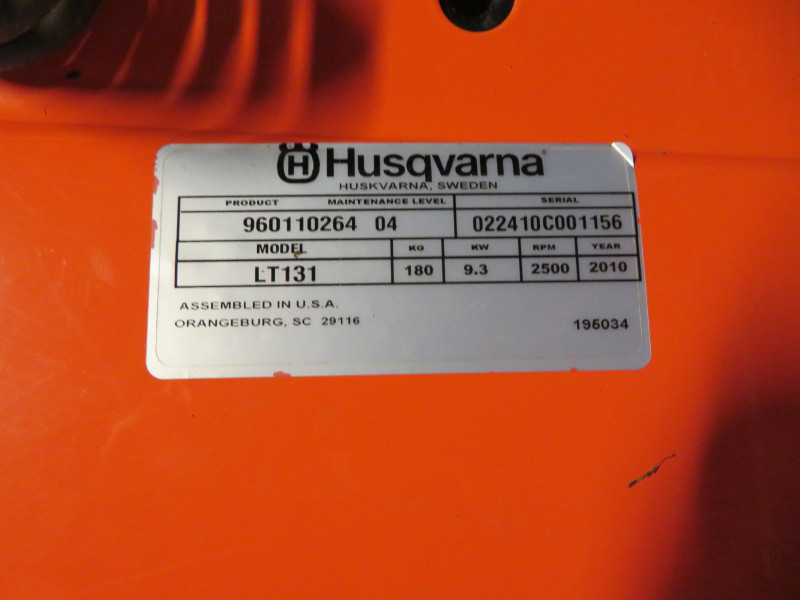 H Husqvarna
HUSKVARNA, SWEDEN
PRODUCT MAINTENANCE LEVEL SERIAL
960110264 04 022410C001156
MODEL KG KW RPM YEAR
LT131 180 9.3 2500 2010
ASSEMBLED IN U.S.A.
ORANGEBURG, SC 29116 195034